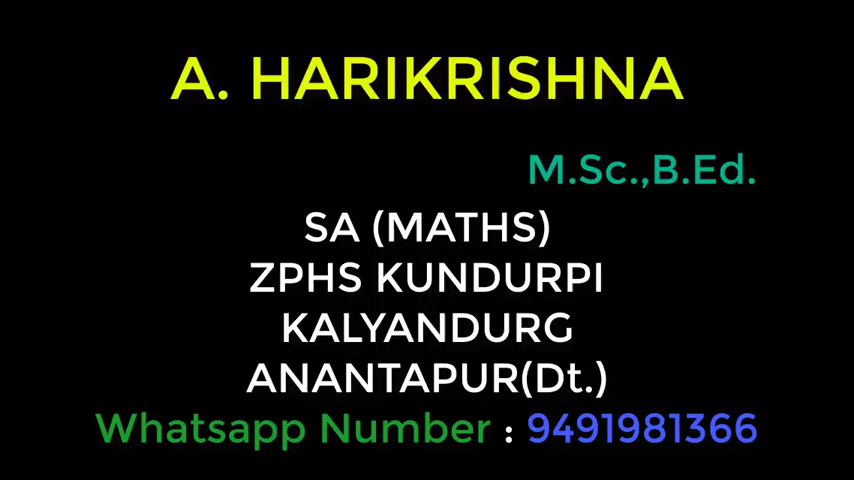 A. HARIKRISHNA
M.Sc.,B.Ed.
SA (MATHS)
ZPHS KUNDURPI
KALYANDURG
ANANTAPUR(Dt.)
Whatsapp Number : 9491981366